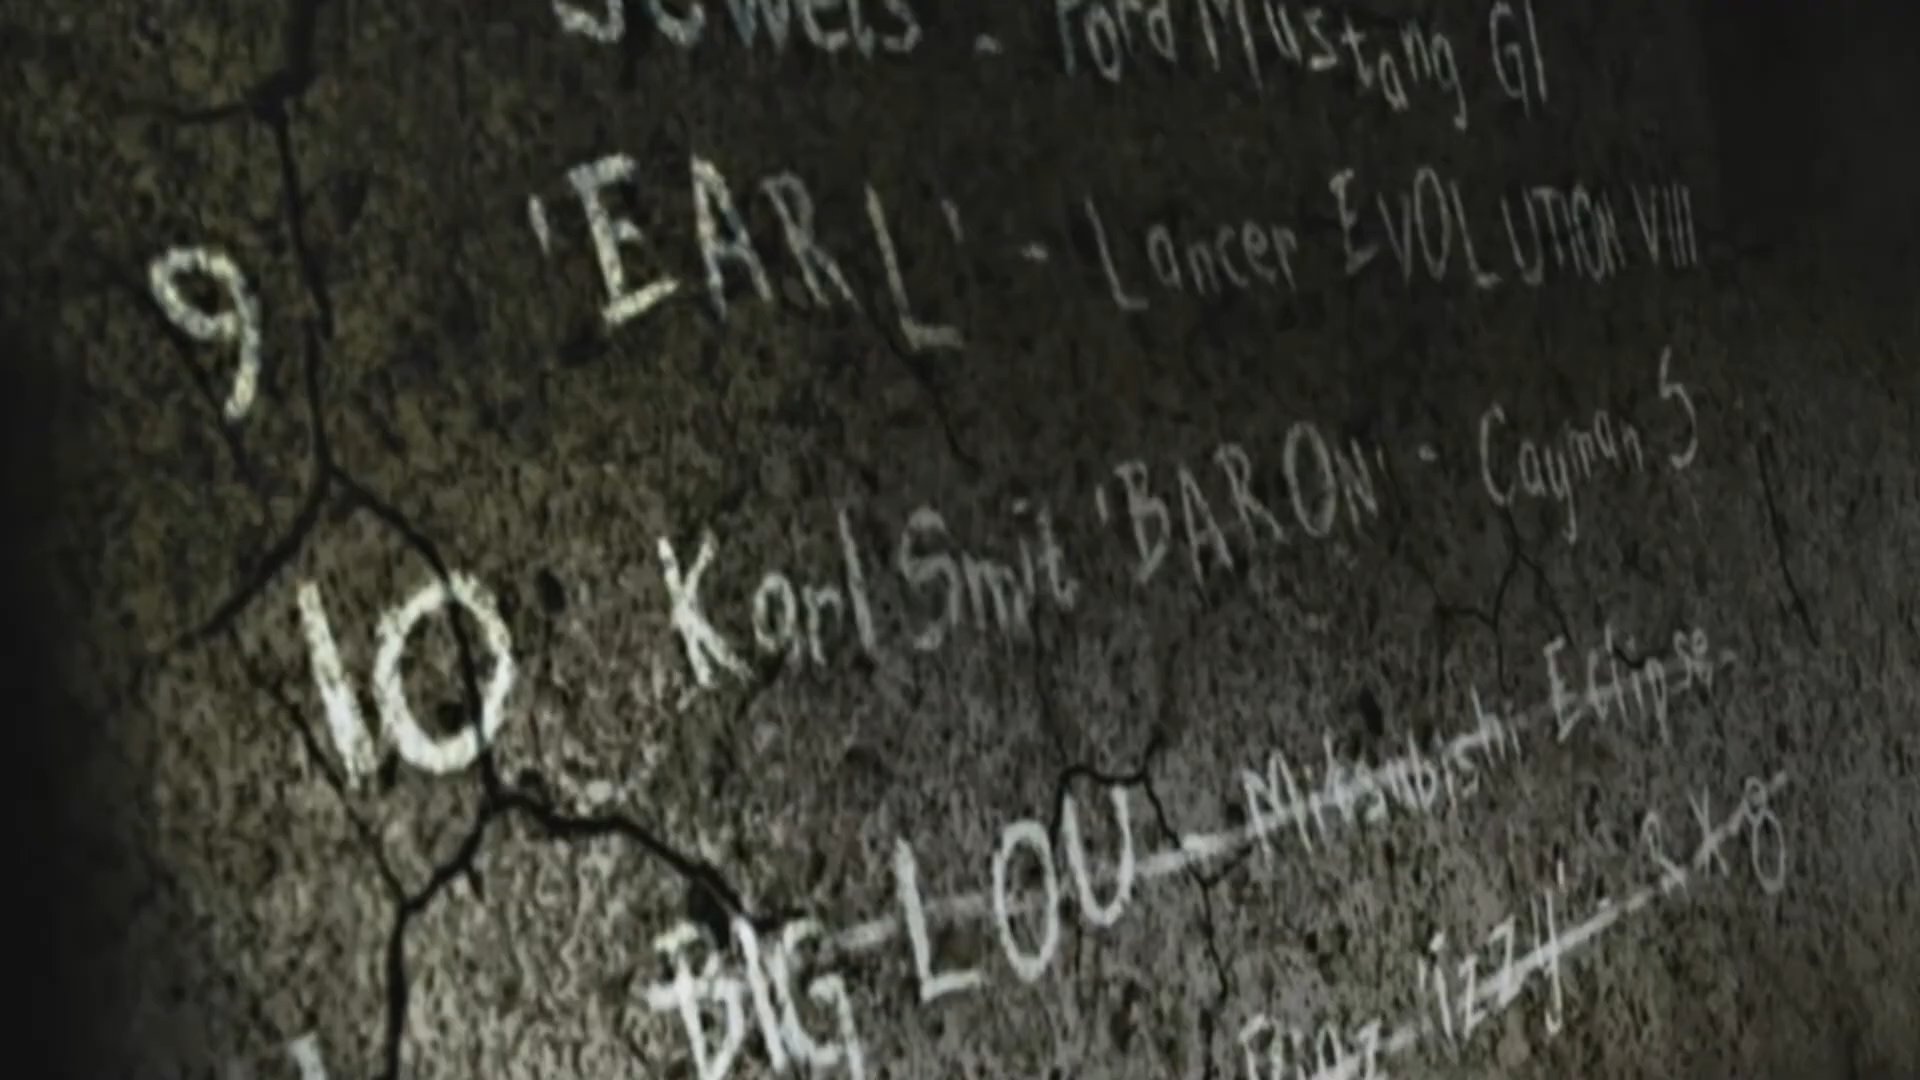 Jewels - Ford Mustang GT
9 'EARL' - Lancer EVOLUTION VIII
10 Karl Smit 'BARON' - Cayman S
BIG LOU - Mitsubishi Eclipse
'izzy' - RX8